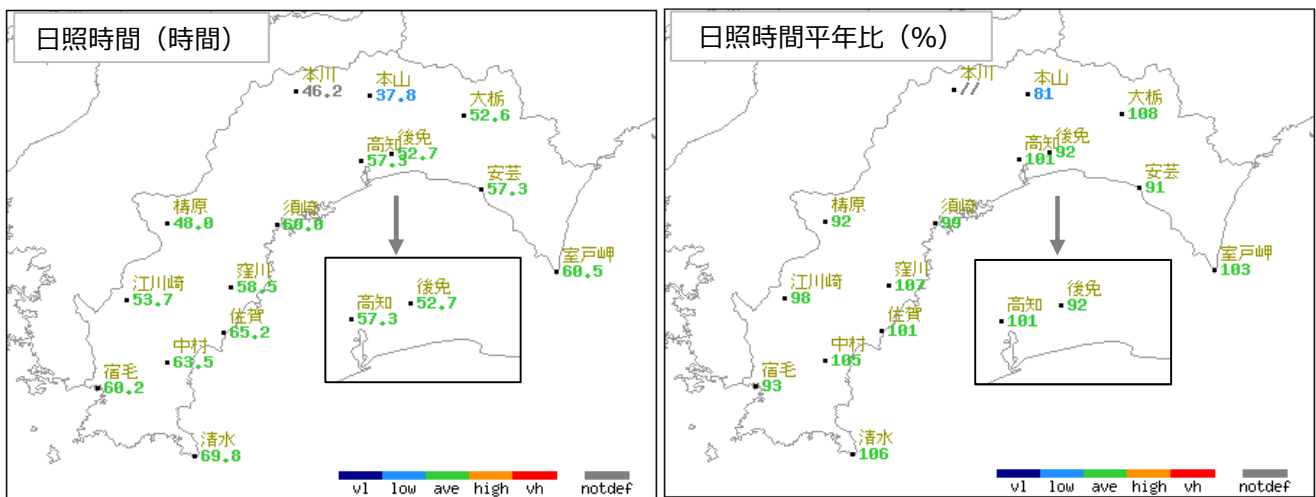 日照時間（時間）
本川
46.2
本山
37.8
大栃
52.6
高知
57.3
後免
52.7
安芸
57.3
梼原
48.0
須崎
60.0
室戸岬
60.5
江川崎
53.7
窪川
58.5
佐賀
65.2
中村
63.5
宿毛
60.2
清水
69.8
後免
52.7
高知
57.3
vl low ave high vh notdef
日照時間平年比（%）
本川
//
本山
81
大栃
108
高知
101
後免
92
安芸
91
梼原
92
須崎
99
室戸岬
103
江川崎
98
窪川
107
佐賀
101
中村
105
宿毛
93
清水
106
後免
92
高知
101
vl low ave high vh notdef